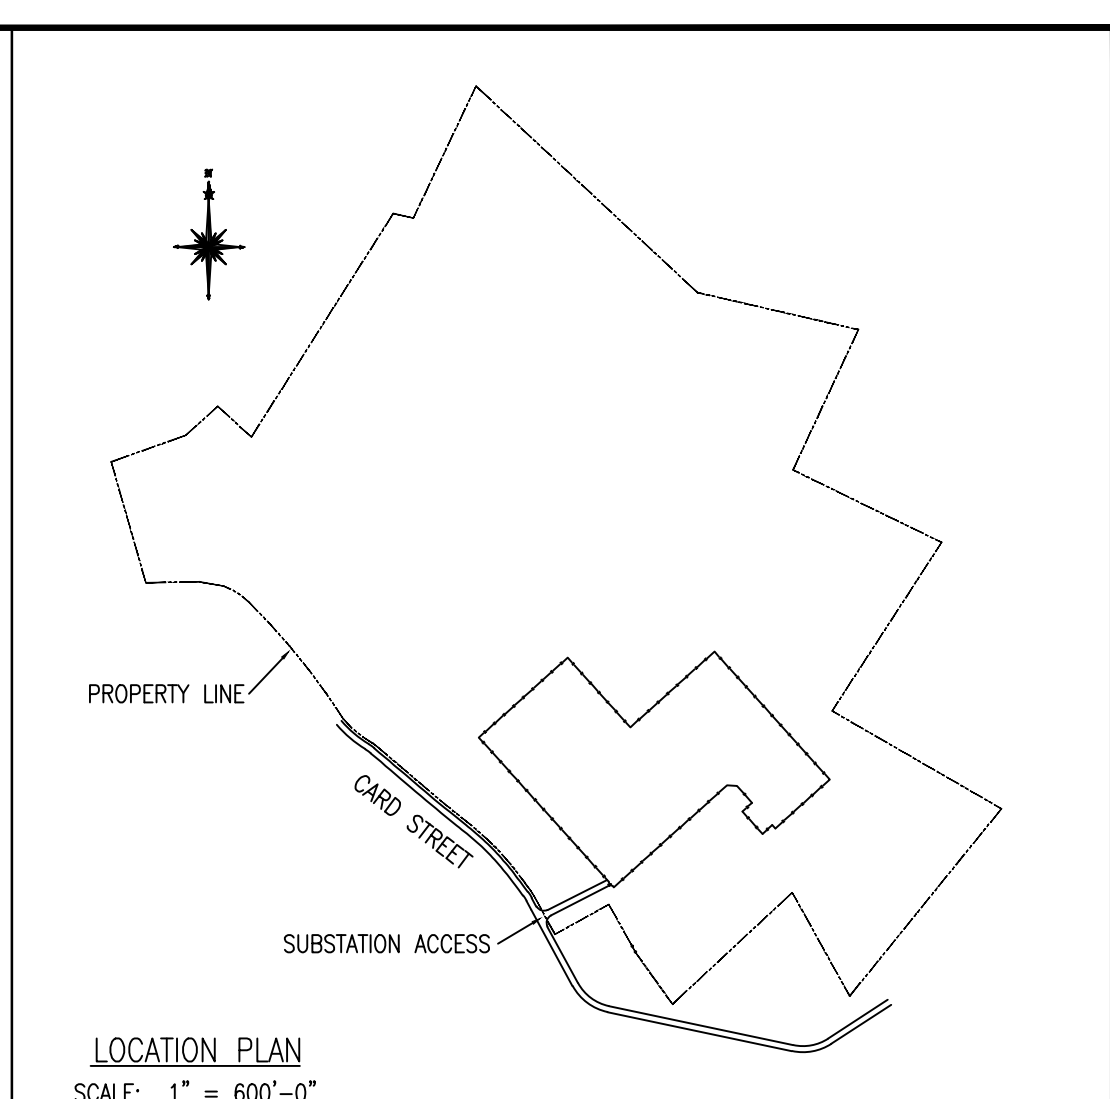 PROPERTY LINE
CARD STREET
SUBSTATION ACCESS
LOCATION PLAN
SCALE: 1" = 600'-0"